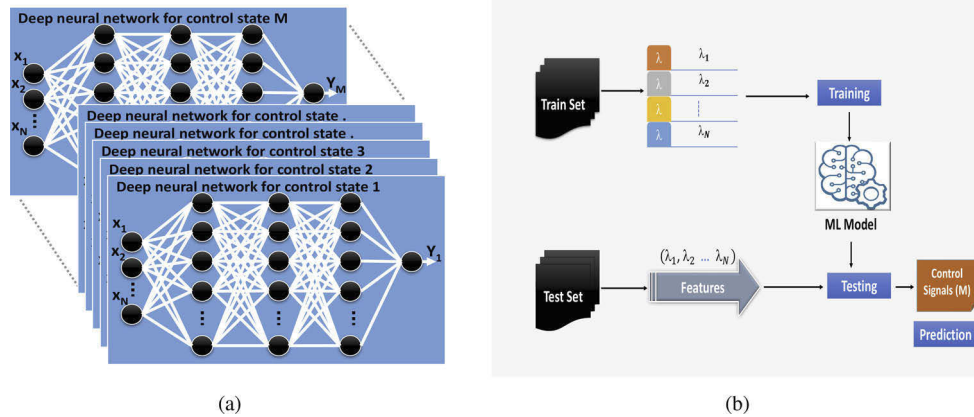 Deep neural network for control state M
x1
x2
xN
YM
Deep neural network for control state .
Deep neural network for control state .
Deep neural network for control state 3
Deep neural network for control state 2
Deep neural network for control state 1
x1
x2
xN
Y1
(a)
Train Set
λ λ1
λ λ2
λ
λ λN
Training
ML Model
Test Set
(λ1, λ2 ... λN)
Features
Testing
Control
Signals (M)
Prediction
(b)